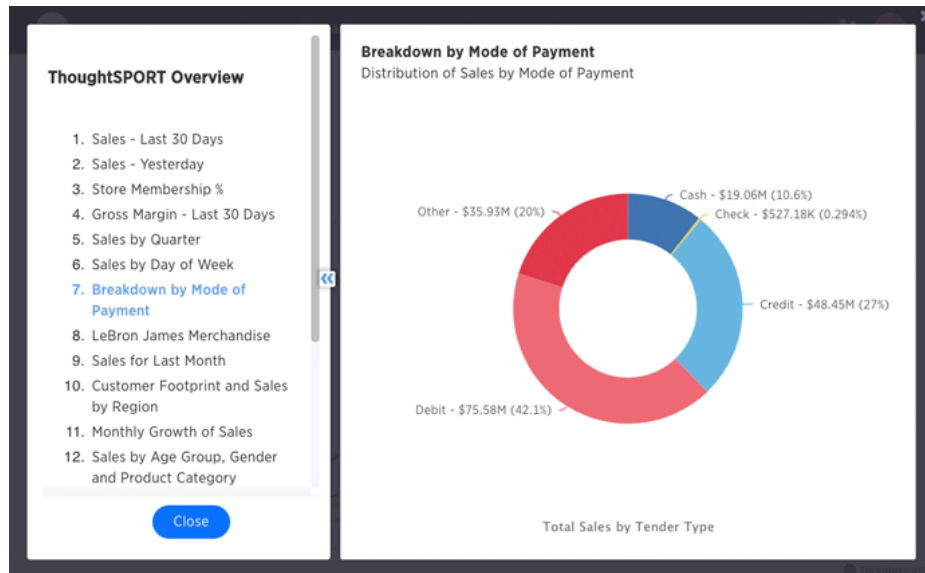 ThoughtSPORT Overview
1. Sales - Last 30 Days
2. Sales - Yesterday
3. Store Membership %
4. Gross Margin - Last 30 Days
5. Sales by Quarter
6. Sales by Day of Week
7. Breakdown by Mode of
Payment
8. LeBron James Merchandise
9. Sales for Last Month
10. Customer Footprint and Sales
by Region
11. Monthly Growth of Sales
12. Sales by Age Group, Gender
and Product Category
Close
Breakdown by Mode of Payment
Distribution of Sales by Mode of Payment
Cash - $19.06M (10.6%)
Other - $35.93M (20%)
Check - $527.18K (0.294%)
Credit - $48.45M (27%)
Debit - $75.58M (42.1%)
Total Sales by Tender Type